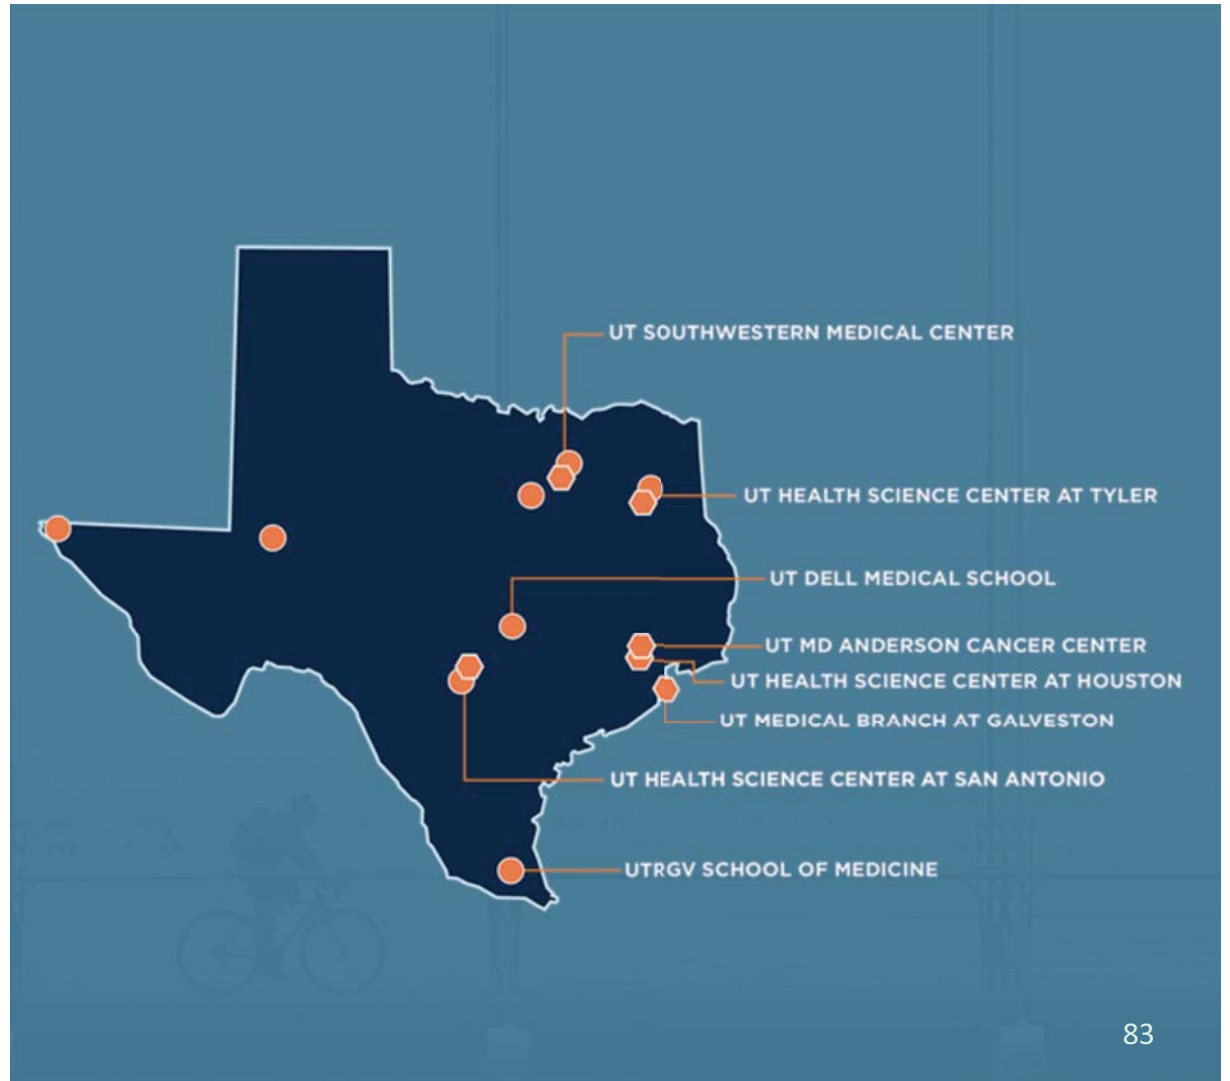 UT SOUTHWESTERN MEDICAL CENTER
UT HEALTH SCIENCE CENTER AT TYLER
UT DELL MEDICAL SCHOOL
UT MD ANDERSON CANCER CENTER
UT HEALTH SCIENCE CENTER AT HOUSTON
UT MEDICAL BRANCH AT GALVESTON
UT HEALTH SCIENCE CENTER AT SAN ANTONIO
UTRGV SCHOOL OF MEDICINE
83